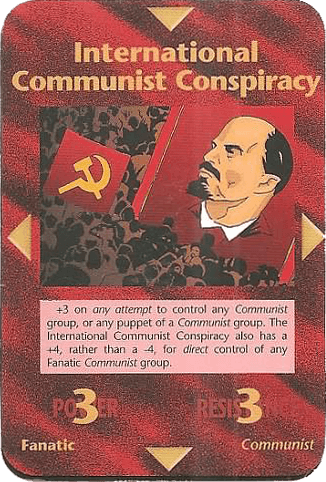 International
Communist Conspiracy
+3 on any attempt to control any Communist
group, or any puppet of a Communist group. The
International Communist Conspiracy also has a
+4, rather than a -4, for direct control of any
Fanatic Communist group.
POWER 3 RESISTANCE 3
Fanatic Communist